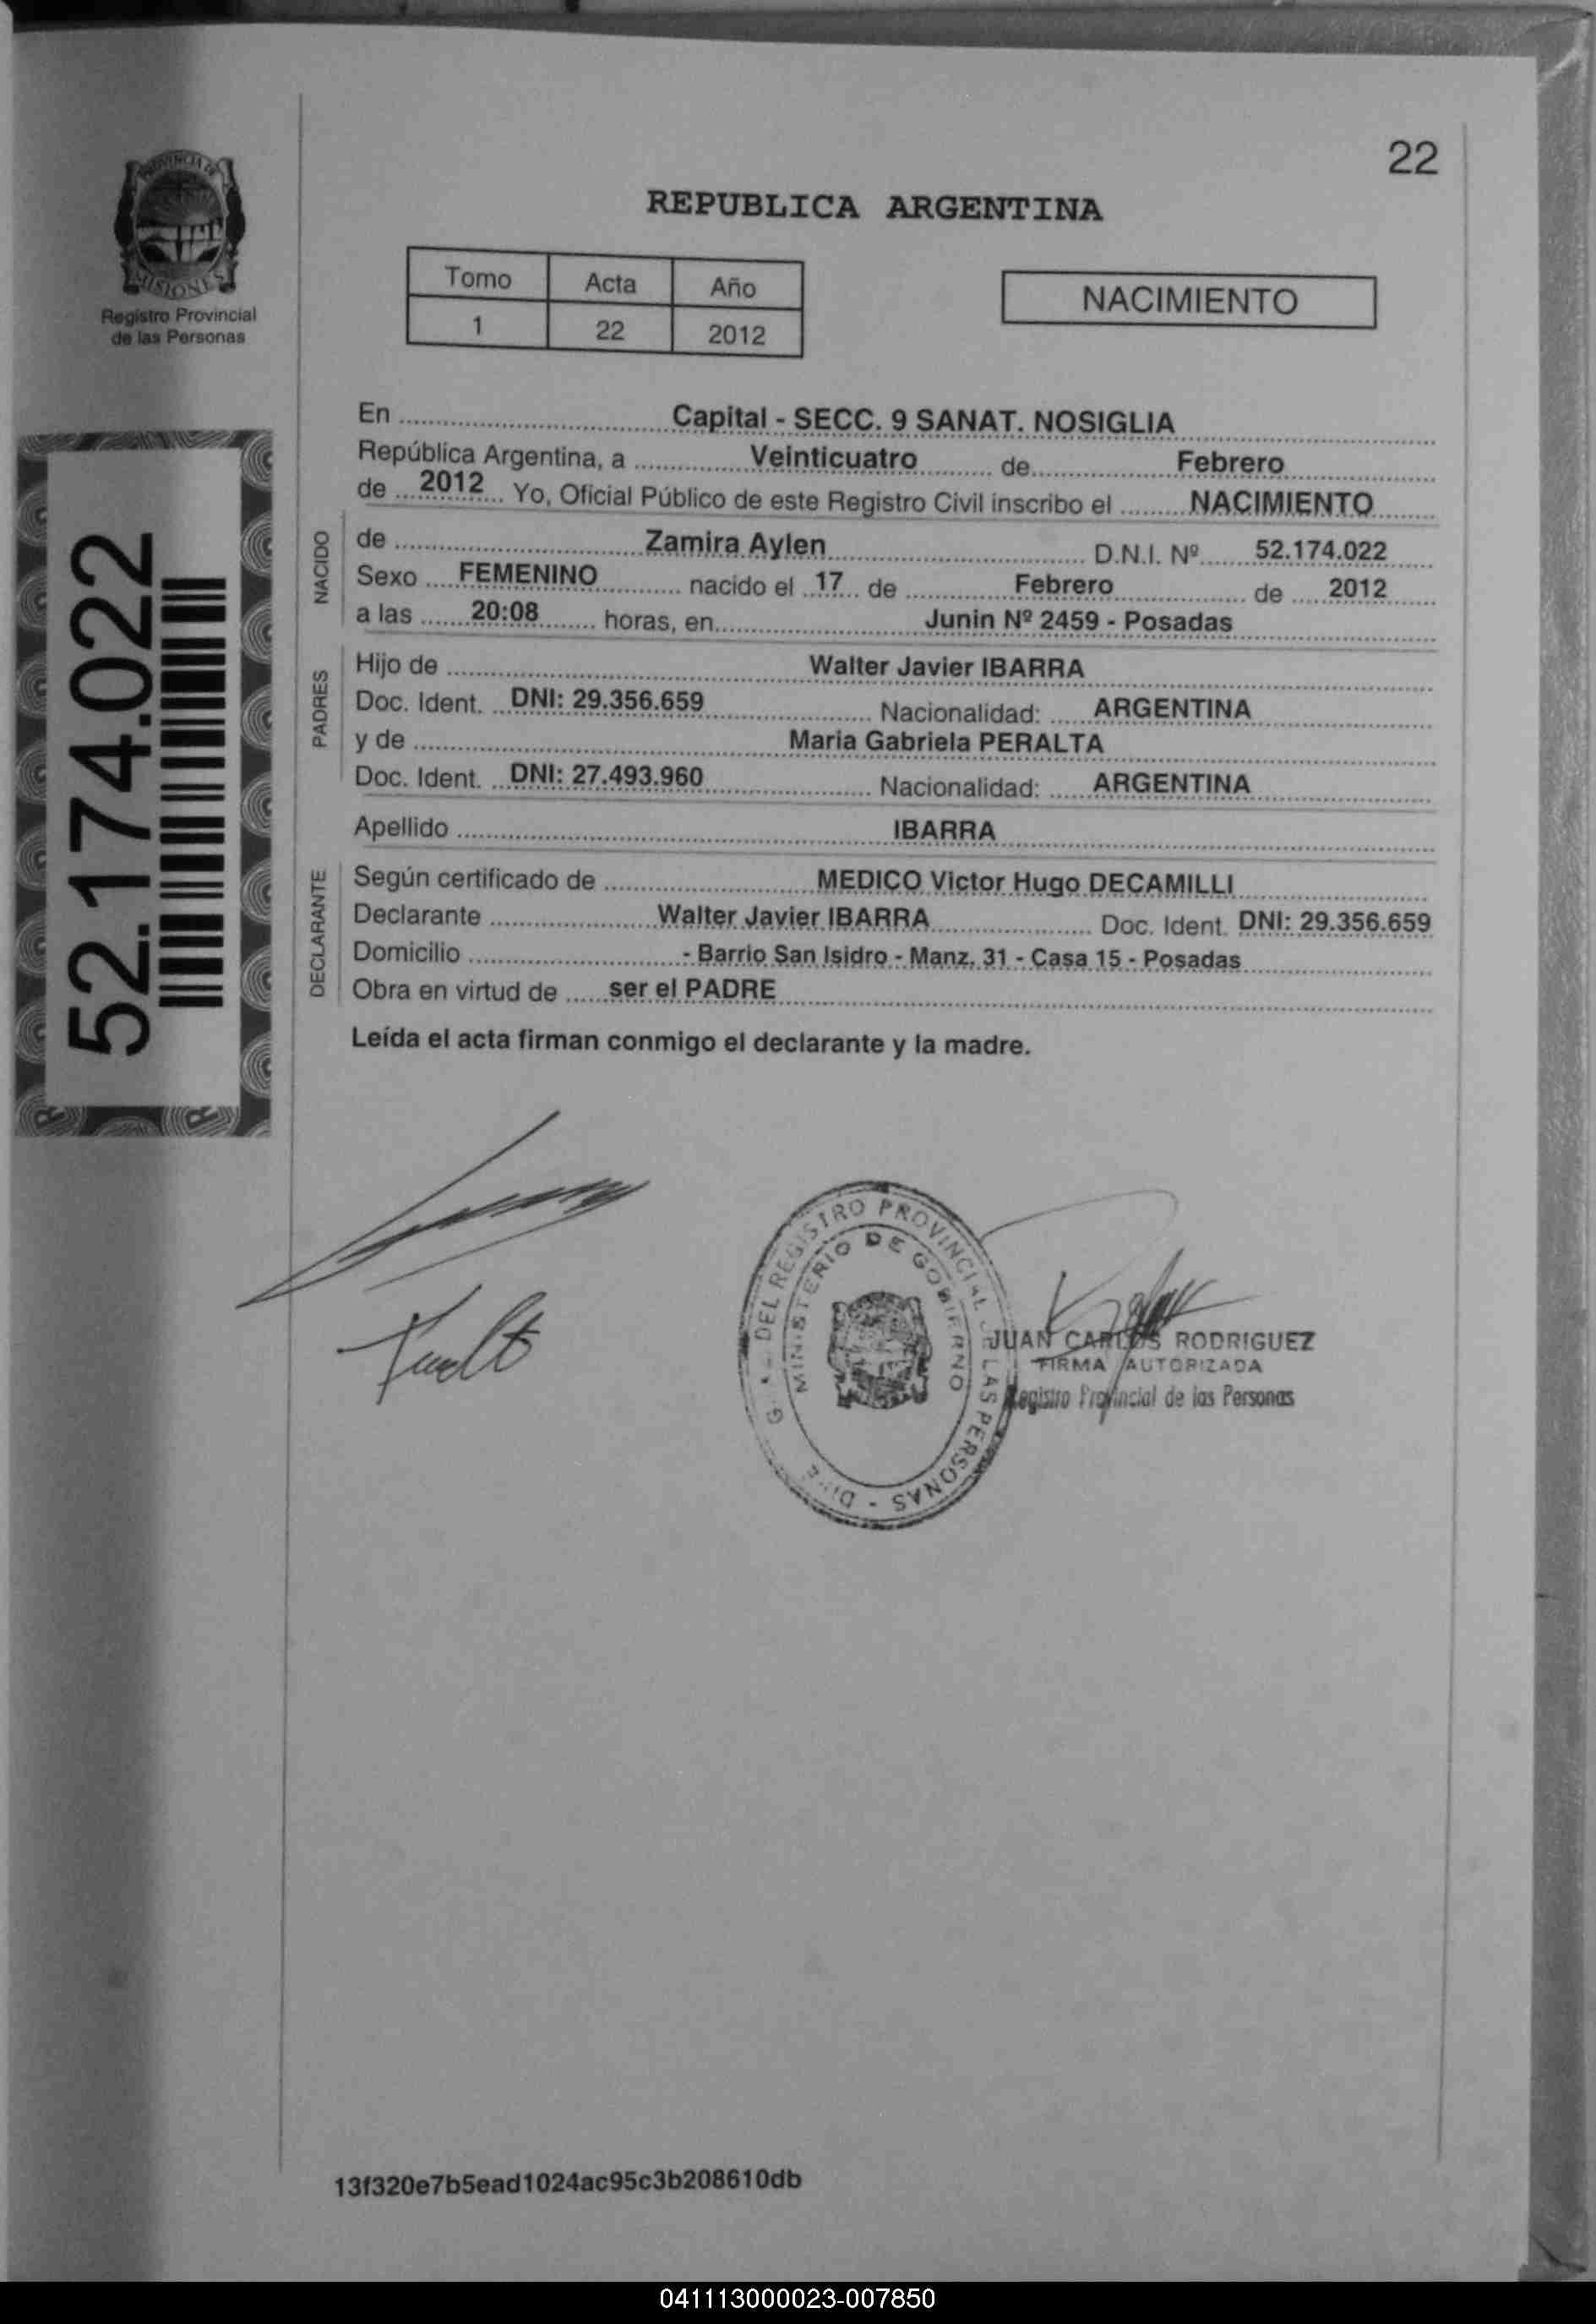 22
PROVINCIA DE
MISIONES
Registro Provincial
de las Personas
REPUBLICA ARGENTINA
Tomo Acta Año
1 22 2012
NACIMIENTO
52.174.022
En Capital - SECC. 9 SANAT. NOSIGLIA
República Argentina, a Veinticuatro de Febrero
de 2012 Yo, Oficial Público de este Registro Civil inscribo el NACIMIENTO
NACIDO
de Zamira Aylen D.N.I. Nº 52.174.022
Sexo FEMENINO nacido el 17 de Febrero de 2012
a las 20:08 horas, en Junin Nº 2459 - Posadas
PADRES
Hijo de Walter Javier IBARRA
Doc. Ident. DNI: 29.356.659 Nacionalidad: ARGENTINA
y de Maria Gabriela PERALTA
Doc. Ident. DNI: 27.493.960 Nacionalidad: ARGENTINA
Apellido IBARRA
DECLARANTE
Según certificado de MEDICO Victor Hugo DECAMILLI
Declarante Walter Javier IBARRA Doc. Ident. DNI: 29.356.659
Domicilio - Barrio San Isidro - Manz. 31 - Casa 15 - Posadas
Obra en virtud de ser el PADRE
Leída el acta firman conmigo el declarante y la madre.
DEL REGISTRO PROVINCIAL LAS PERSONAS -
MINISTERIO DE GOBIERNO
JUAN CARLOS RODRIGUEZ
FIRMA AUTORIZADA
Registro Provincial de las Personas
13f320e7b5ead1024ac95c3b208610db
041113000023-007850